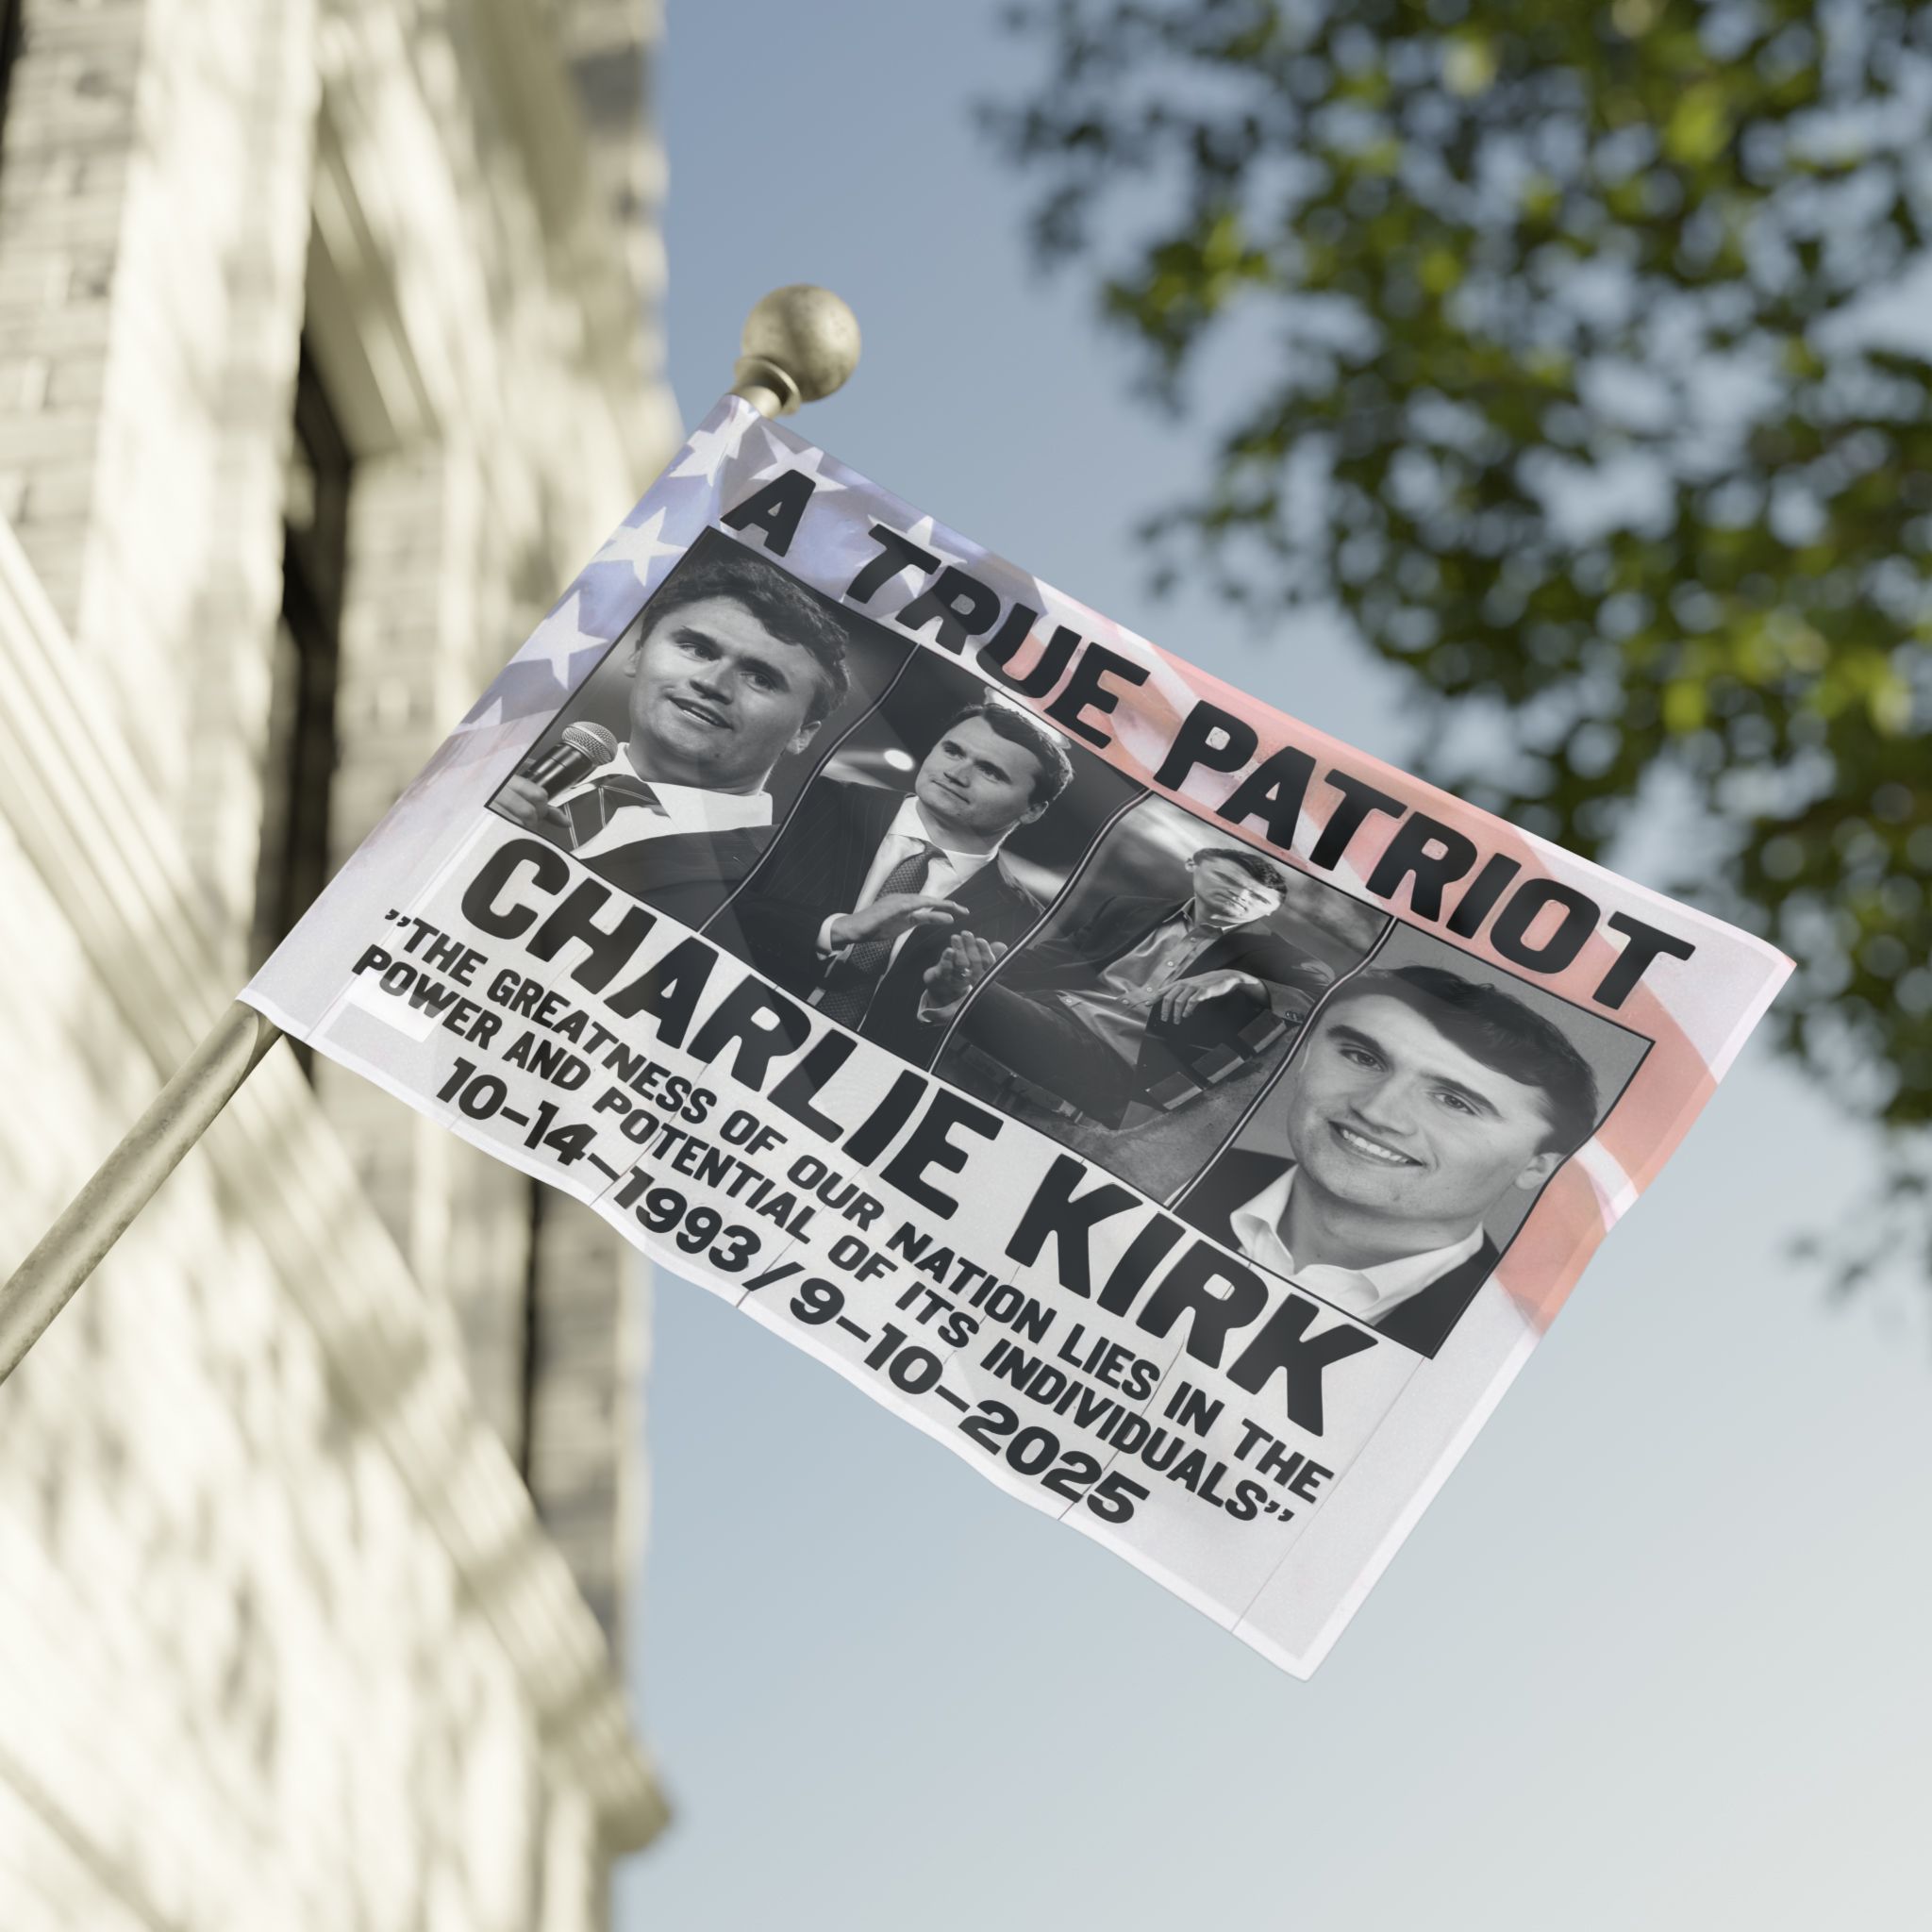 A TRUE PATRIOT
CHARLIE KIRK
”THE GREATNESS OF OUR NATION LIES IN THE
POWER AND POTENTIAL OF ITS INDIVIDUALS”
10-14-1993/9-10-2025